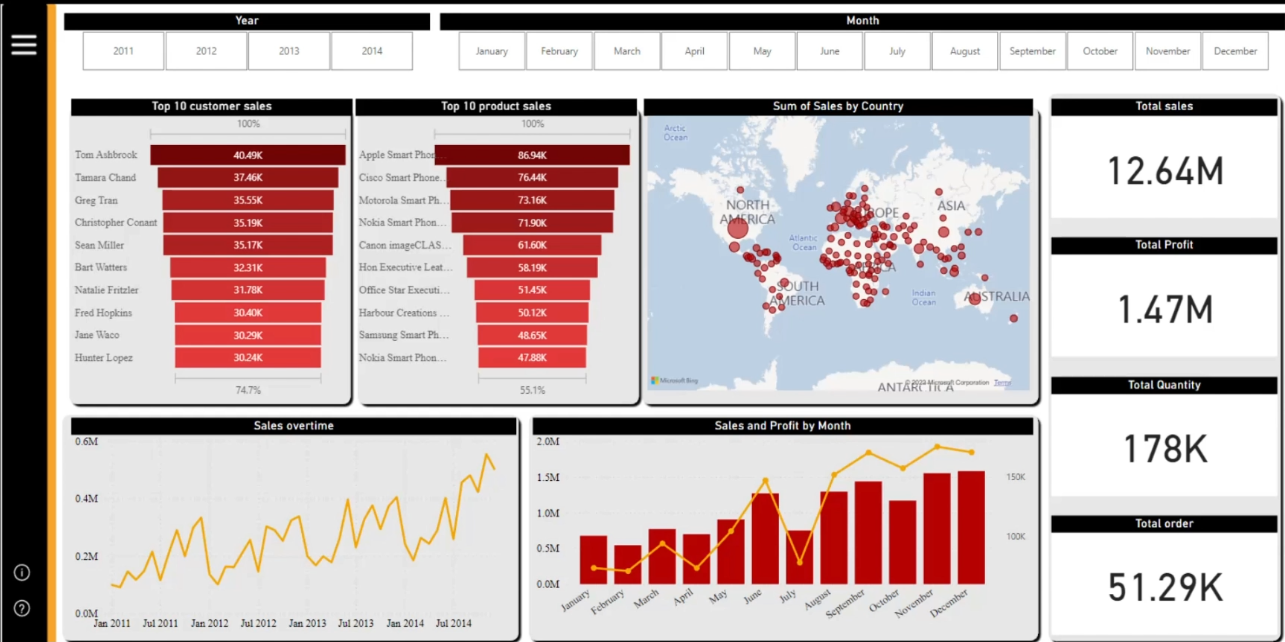 Year
Month
2011 2012 2013 2014
January February March April May June July August September October November December
Top 10 customer sales
100%
Tom Ashbrook 40.49K
Tamara Chand 37.46K
Greg Tran 35.55K
Christopher Conant 35.19K
Sean Miller 35.17K
Bart Watters 32.31K
Natalie Fritzler 31.78K
Fred Hopkins 30.40K
Jane Waco 30.29K
Hunter Lopez 30.24K
74.7%
Top 10 product sales
100%
Apple Smart Phon... 86.94K
Cisco Smart Phone... 76.44K
Motorola Smart Ph... 73.16K
Nokia Smart Phon... 71.90K
Canon imageCLAS... 61.60K
Hon Executive Leat... 58.19K
Office Star Executi... 51.45K
Harbour Creations ... 50.12K
Samsung Smart Ph... 48.65K
Nokia Smart Phon... 47.88K
55.1%
Sum of Sales by Country
Arctic
Ocean
NORTH
AMERICA
EUROPE
ASIA
Atlantic
Ocean
AFRICA
SOUTH
AMERICA
Indian
Ocean
AUSTRALIA
ANTARCTICA
Microsoft Bing
© 2023 Microsoft Corporation Terms
Total sales
12.64M
Total Profit
1.47M
Total Quantity
178K
Total order
51.29K
Sales overtime
0.6M
0.4M
0.2M
0.0M
Jan 2011 Jul 2011 Jan 2012 Jul 2012 Jan 2013 Jul 2013 Jan 2014 Jul 2014
Sales and Profit by Month
2.0M
1.5M
1.0M
0.5M
0.0M
150K
100K
January February March April May June July August September October November December